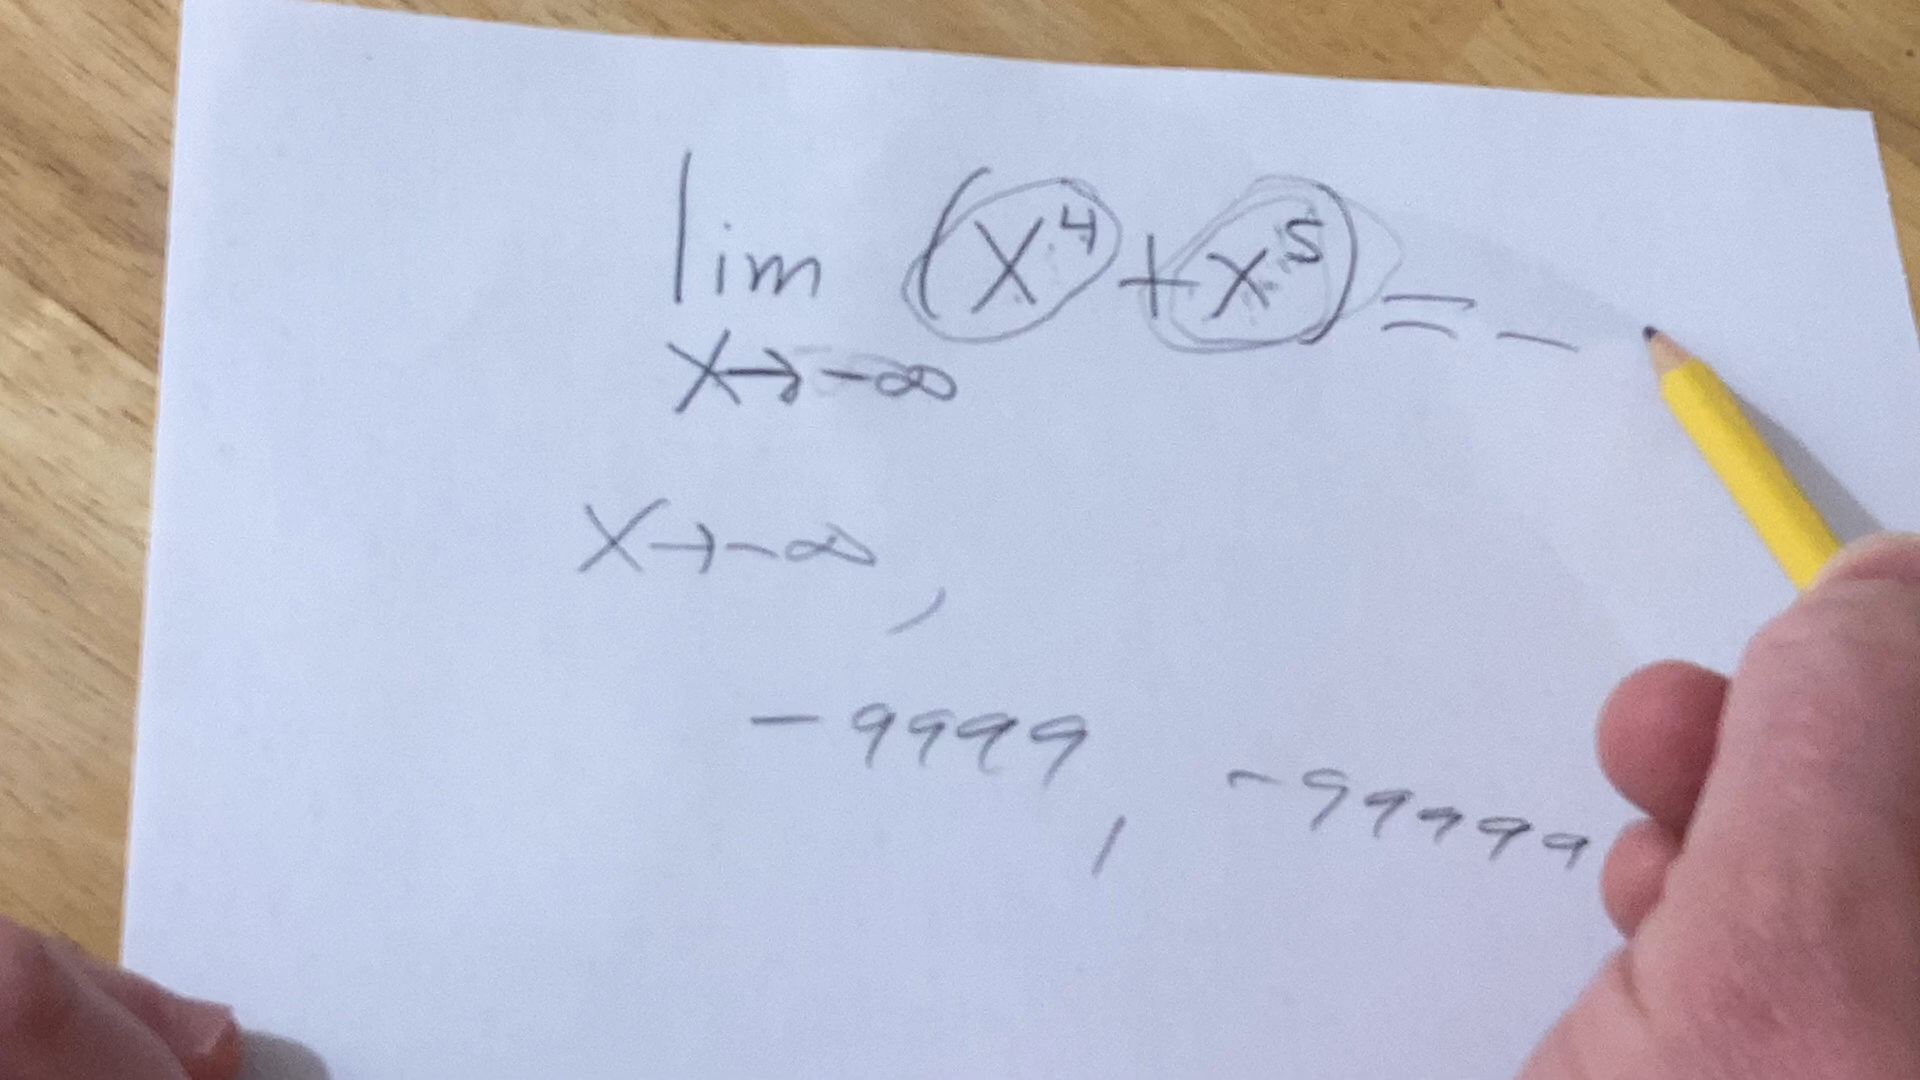 lim (x⁴+x⁵) = -
x→-∞
x→-∞,
-9999, -99999